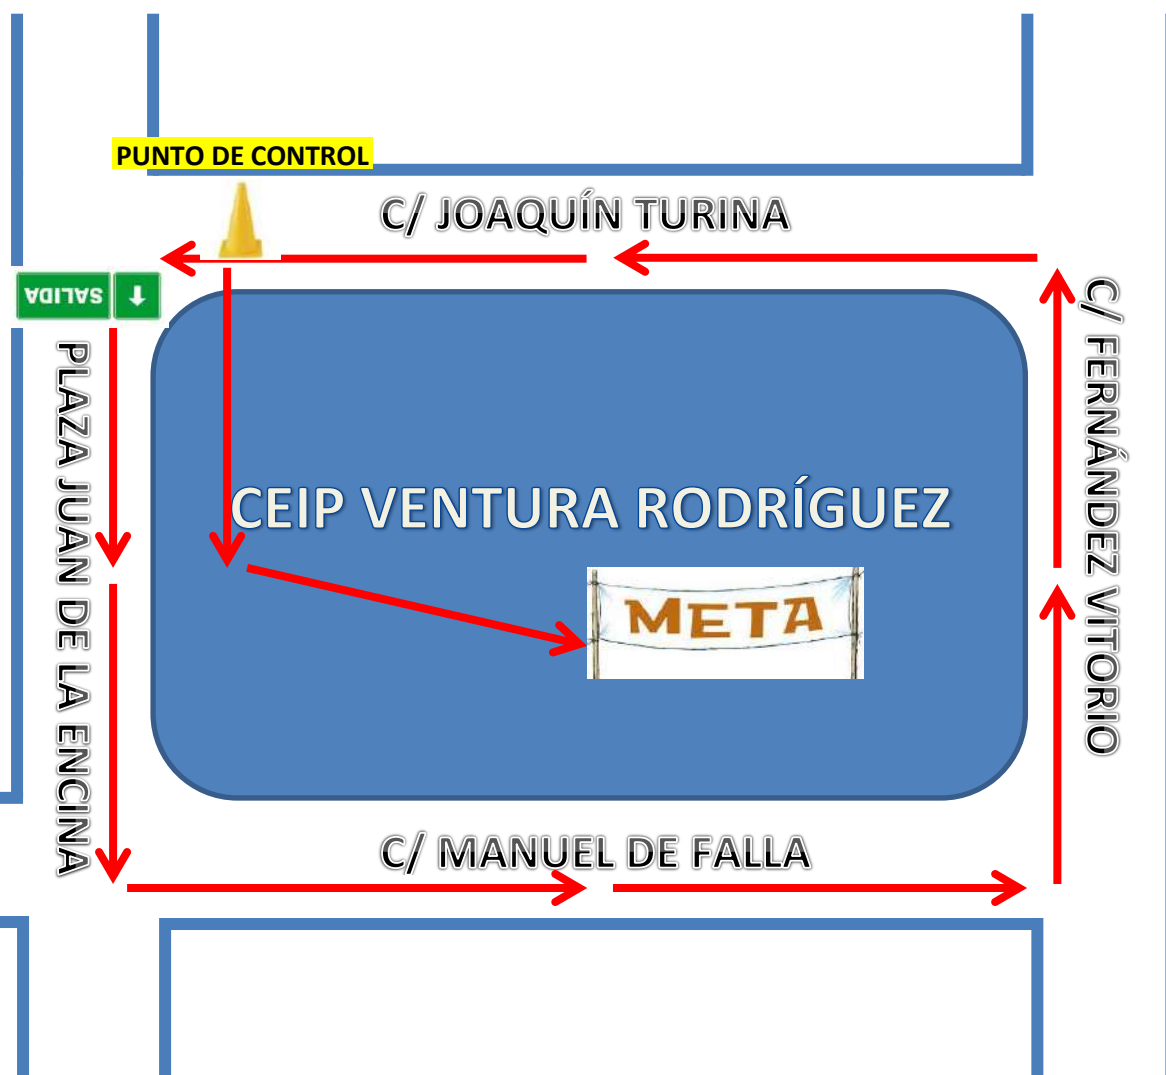 PUNTO DE CONTROL
C/ JOAQUÍN TURINA
SALIDA
PLAZA JUAN DE LA ENCINA
C/ FERNÁNDEZ VITORIO
CEIP VENTURA RODRÍGUEZ
META
C/ MANUEL DE FALLA